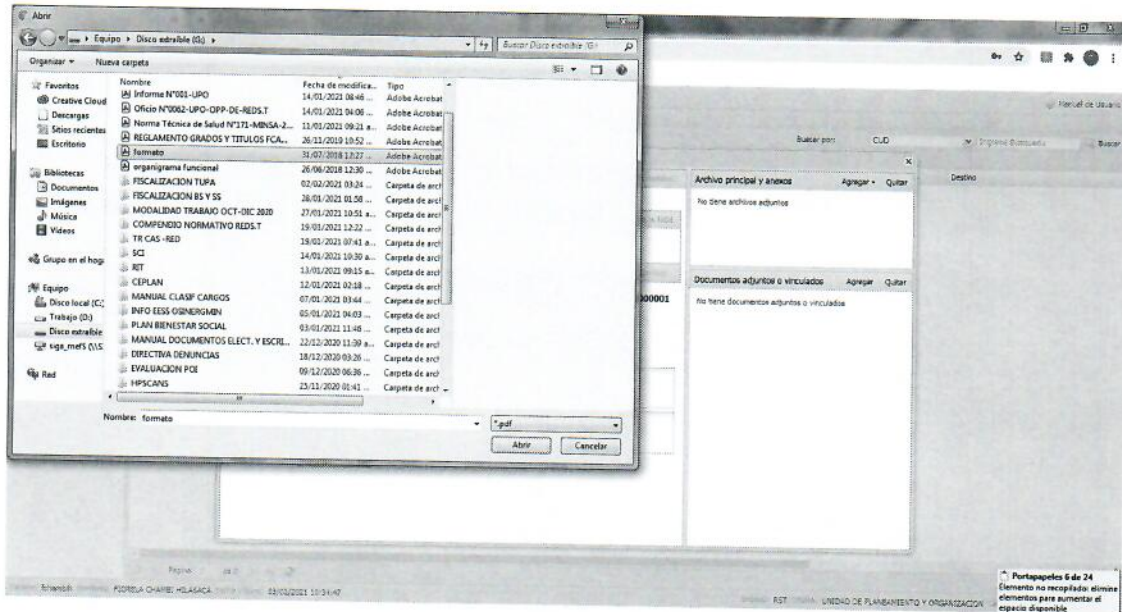 Abrir
Equipo ▸ Disco extraíble (G:) ▸
Buscar Disco extraíble (G:)
Organizar ▾ Nueva carpeta
Favoritos
Creative Cloud
Descargas
Sitios recientes
Escritorio
Bibliotecas
Documentos
Imágenes
Música
Vídeos
Grupo en el hoga
Equipo
Disco local (C:)
Trabajo (D:)
Disco extraíble
siga_mef5 (\\S
Red
Nombre Fecha de modifica... Tipo
Informe N°001-UPO 14/01/2021 08:46 ... Adobe Acrobat
Oficio N°0062-UPO-OPP-DE-REDS.T 14/01/2021 04:06 ... Adobe Acrobat
Norma Técnica de Salud N°171-MINSA-2... 11/01/2021 09:21 a... Adobe Acrobat
REGLAMENTO GRADOS Y TITULOS FCA... 26/11/2019 10:52 ... Adobe Acrobat
formato 31/07/2018 12:27 ... Adobe Acrobat
organigrama funcional 26/06/2018 12:30 ... Adobe Acrobat
FISCALIZACION TUPA 02/02/2021 03:24 ... Carpeta de arch
FISCALIZACION BS Y SS 28/01/2021 01:58 ... Carpeta de arch
MODALIDAD TRABAJO OCT-DIC 2020 27/01/2021 10:51 a... Carpeta de arch
COMPENDIO NORMATIVO REDS.T 19/01/2021 12:22 ... Carpeta de arch
TR CAS -RED 19/01/2021 07:41 a... Carpeta de arch
SCI 14/01/2021 10:30 a... Carpeta de arch
RIT 13/01/2021 09:15 a... Carpeta de arch
CEPLAN 12/01/2021 02:18 ... Carpeta de arch
MANUAL CLASIF CARGOS 07/01/2021 03:44 ... Carpeta de arch
INFO EESS OSINERGMIN 05/01/2021 04:03 ... Carpeta de arch
PLAN BIENESTAR SOCIAL 03/01/2021 11:46 ... Carpeta de arch
MANUAL DOCUMENTOS ELECT. Y ESCRI... 22/12/2020 11:39 a... Carpeta de arch
DIRECTIVA DENUNCIAS 18/12/2020 03:26 ... Carpeta de arch
EVALUACION POI 09/12/2020 06:36 ... Carpeta de arch
HPSCANS 25/11/2020 01:41 ... Carpeta de arch
Nombre: formato *.pdf
Abrir Cancelar
Manuel de Usuario
Buscar por: CUD Buscar
Archivo principal y anexos Agregar ▾ Quitar
No tiene archivos adjuntos
Destino
Documentos adjuntos o vinculados Agregar Quitar
No tiene documentos adjuntos o vinculados
000001
Página
fchambih FIORELA CHAMBI HILASACA 03/02/2021 10:34:47
RST UNIDAD DE PLANEAMIENTO Y ORGANIZACION
Portapapeles 6 de 24
Elemento no recopilado: elimine
elementos para aumentar el
espacio disponible